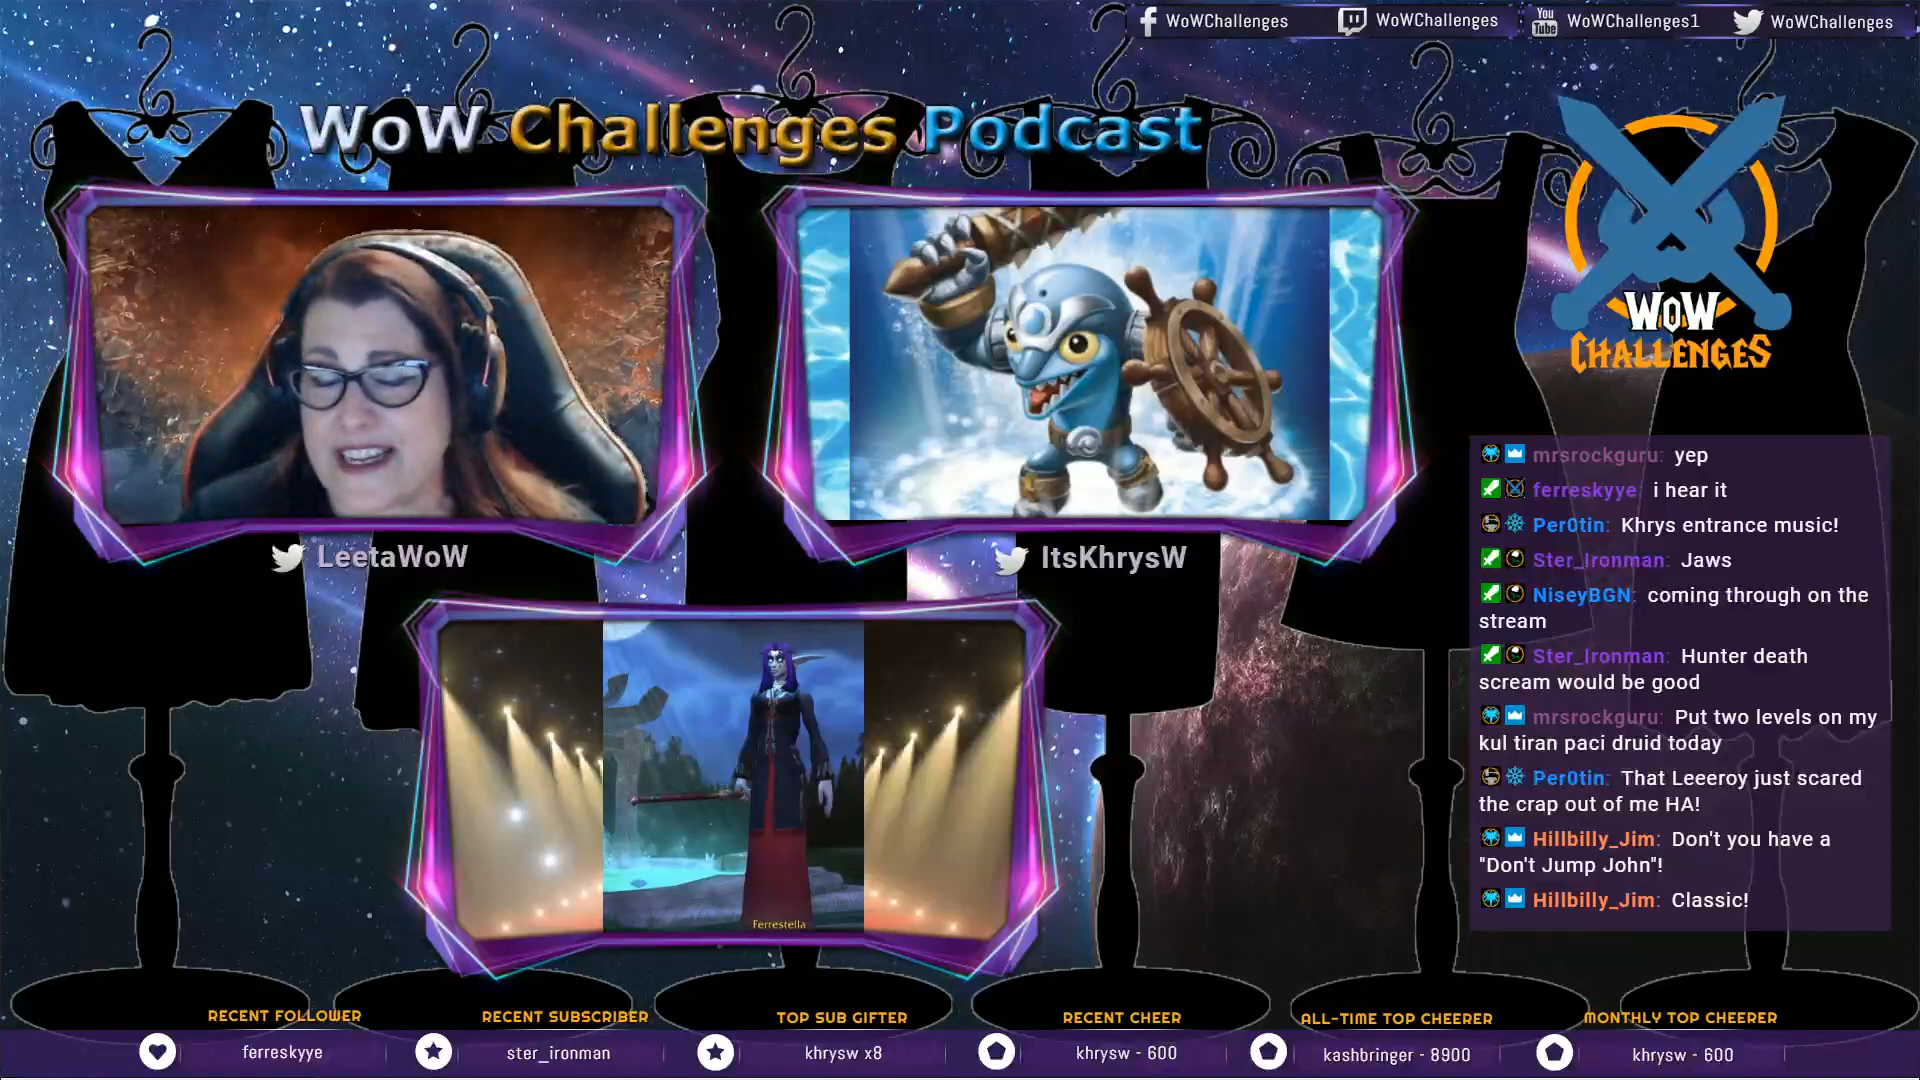 WoWChallenges
WoWChallenges
You Tube
WoWChallenges1
WoWChallenges
WoW Challenges Podcast
WoW
CHALLENGES
LeetaWoW
ItsKhrysW
Ferrestella
mrsrockguru: yep
ferreskyye: i hear it
Per0tin: Khrys entrance music!
Ster_Ironman: Jaws
NiseyBGN: coming through on the
stream
Ster_Ironman: Hunter death
scream would be good
mrsrockguru: Put two levels on my
kul tiran paci druid today
Per0tin: That Leeeroy just scared
the crap out of me HA!
Hillbilly_Jim: Don't you have a
"Don't Jump John"!
Hillbilly_Jim: Classic!
RECENT FOLLOWER
RECENT SUBSCRIBER
TOP SUB GIFTER
RECENT CHEER
ALL-TIME TOP CHEERER
MONTHLY TOP CHEERER
ferreskyye
ster_ironman
khrysw x8
khrysw - 600
kashbringer - 8900
khrysw - 600